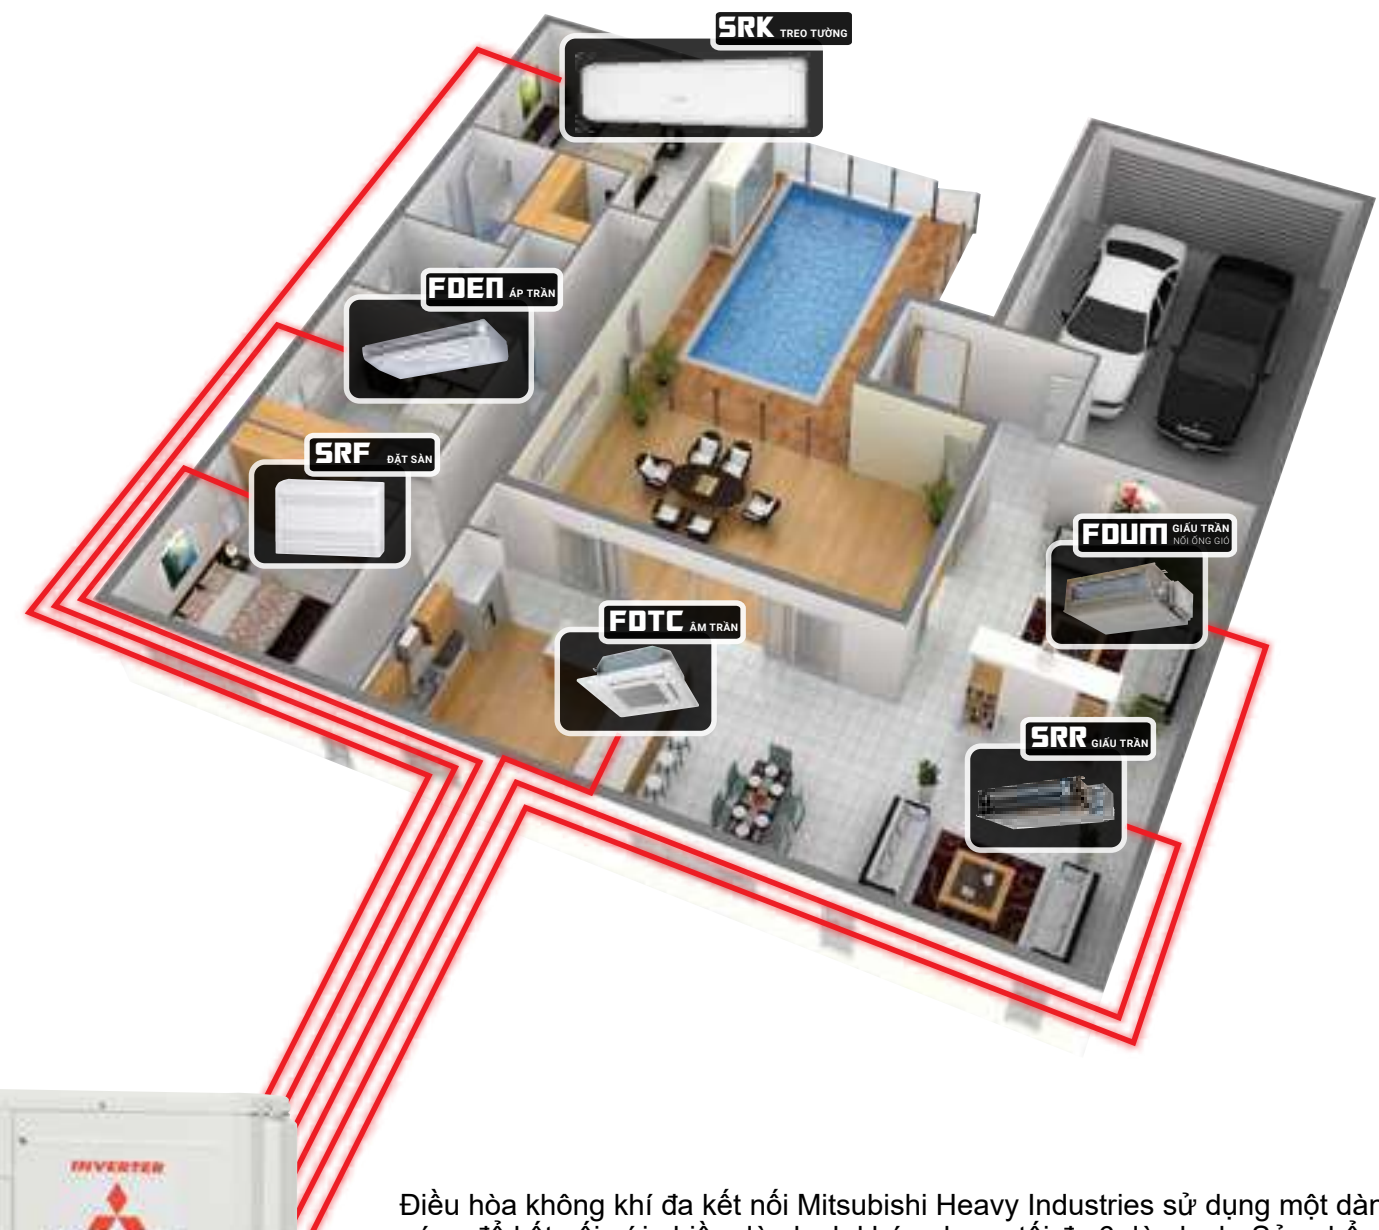 SRK TREO TƯỜNG
FDEN ÁP TRẦN
SRF ĐẶT SÀN
FDUM GIẤU TRẦN
NỐI ỐNG GIÓ
FDTC ÂM TRẦN
SRR GIẤU TRẦN
INVERTER
Điều hòa không khí đa kết nối Mitsubishi Heavy Industries sử dụng một dàn